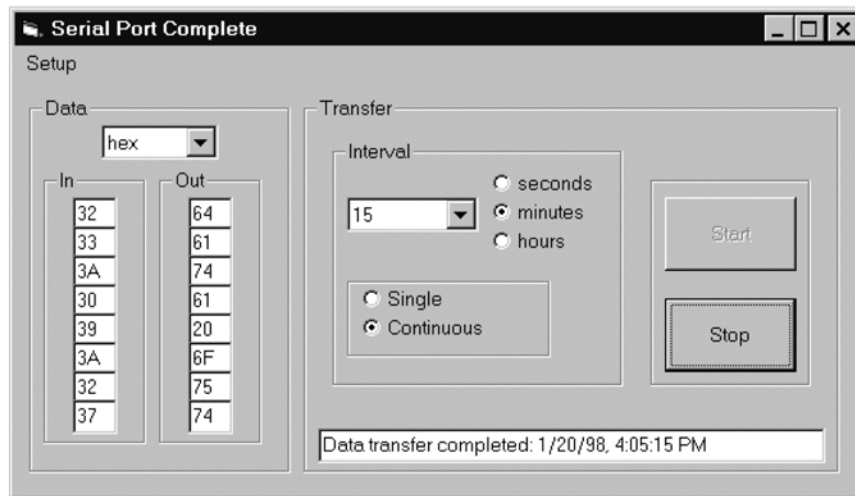 Serial Port Complete
Setup
Data
hex
In
32
33
3A
30
39
3A
32
37
Out
64
61
74
61
20
6F
75
74
Transfer
Interval
15
seconds
minutes
hours
Single
Continuous
Start
Stop
Data transfer completed: 1/20/98, 4:05:15 PM